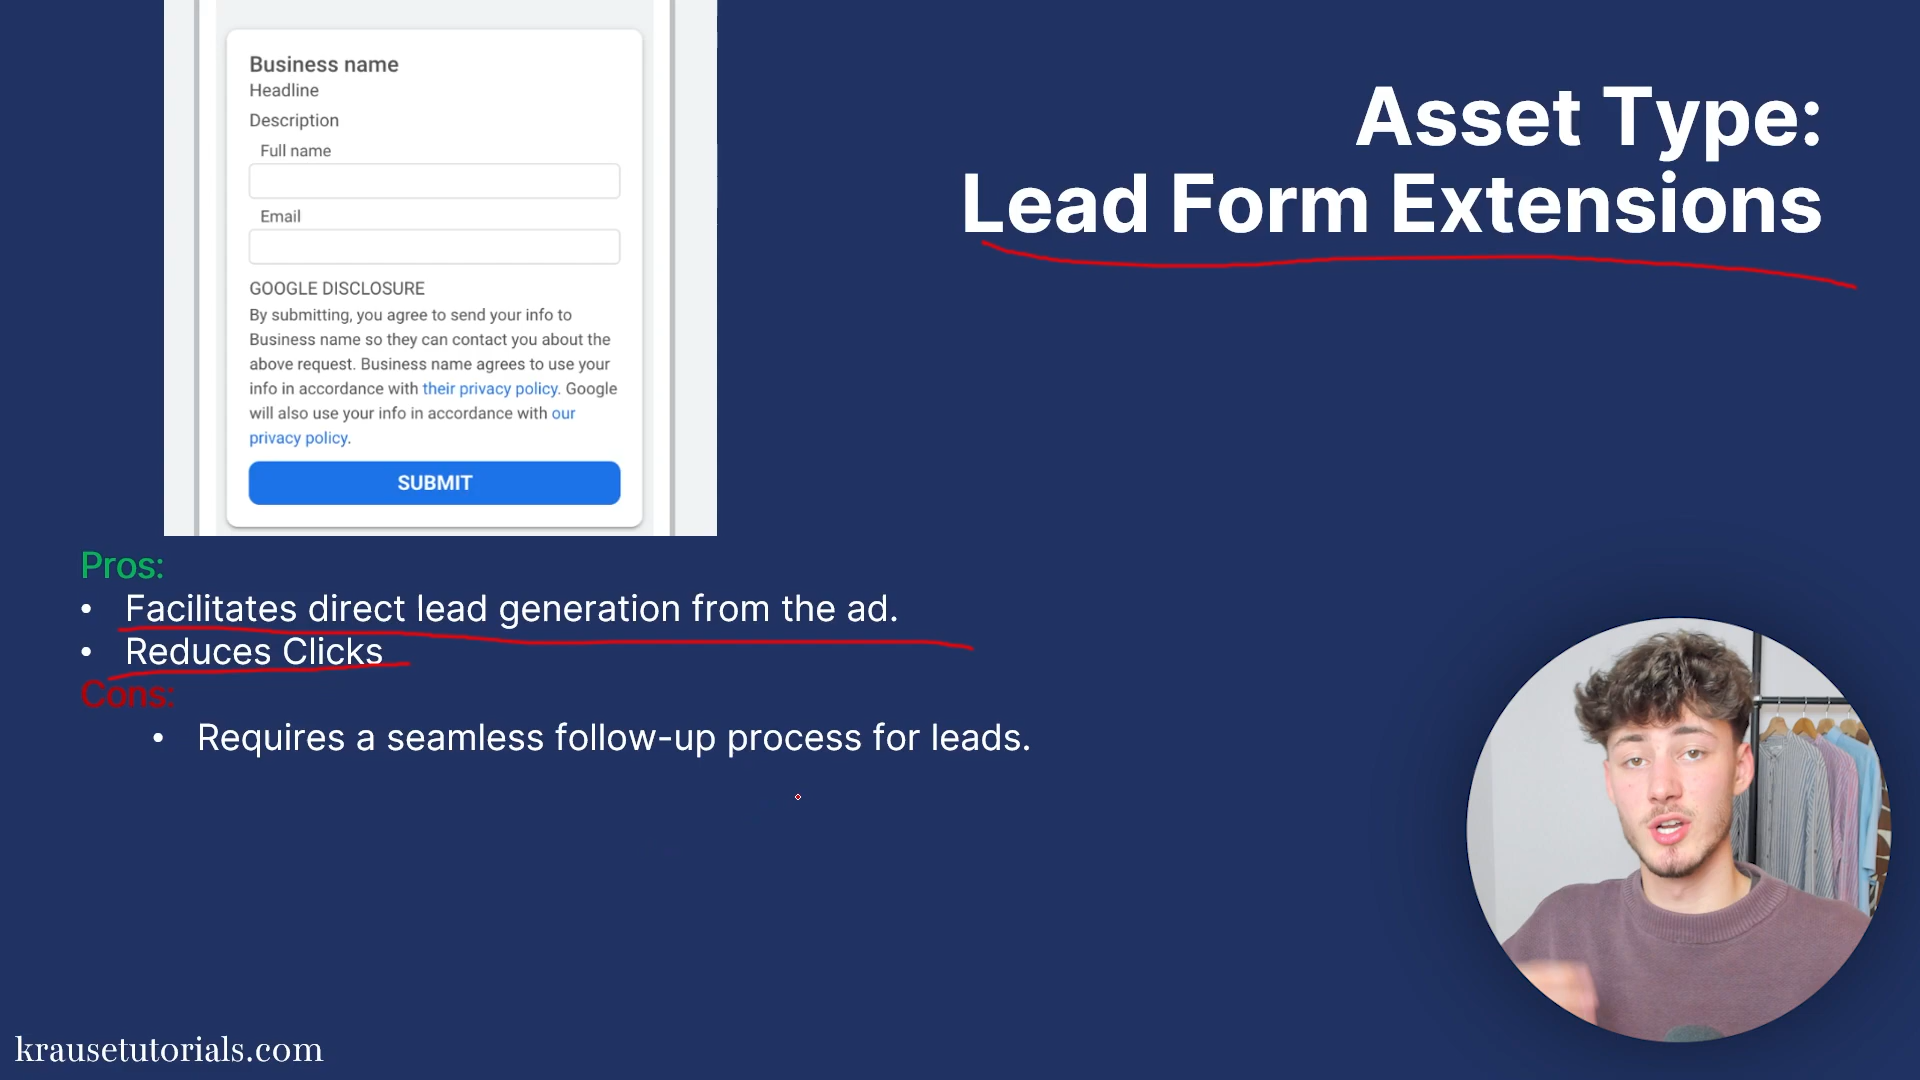 Business name
Headline
Description
Full name
Email
GOOGLE DISCLOSURE
By submitting, you agree to send your info to
Business name so they can contact you about the
above request. Business name agrees to use your
info in accordance with their privacy policy. Google
will also use your info in accordance with our
privacy policy.
SUBMIT
Asset Type:
Lead Form Extensions
Pros:
• Facilitates direct lead generation from the ad.
• Reduces Clicks
Cons:
• Requires a seamless follow-up process for leads.
krausetutorials.com